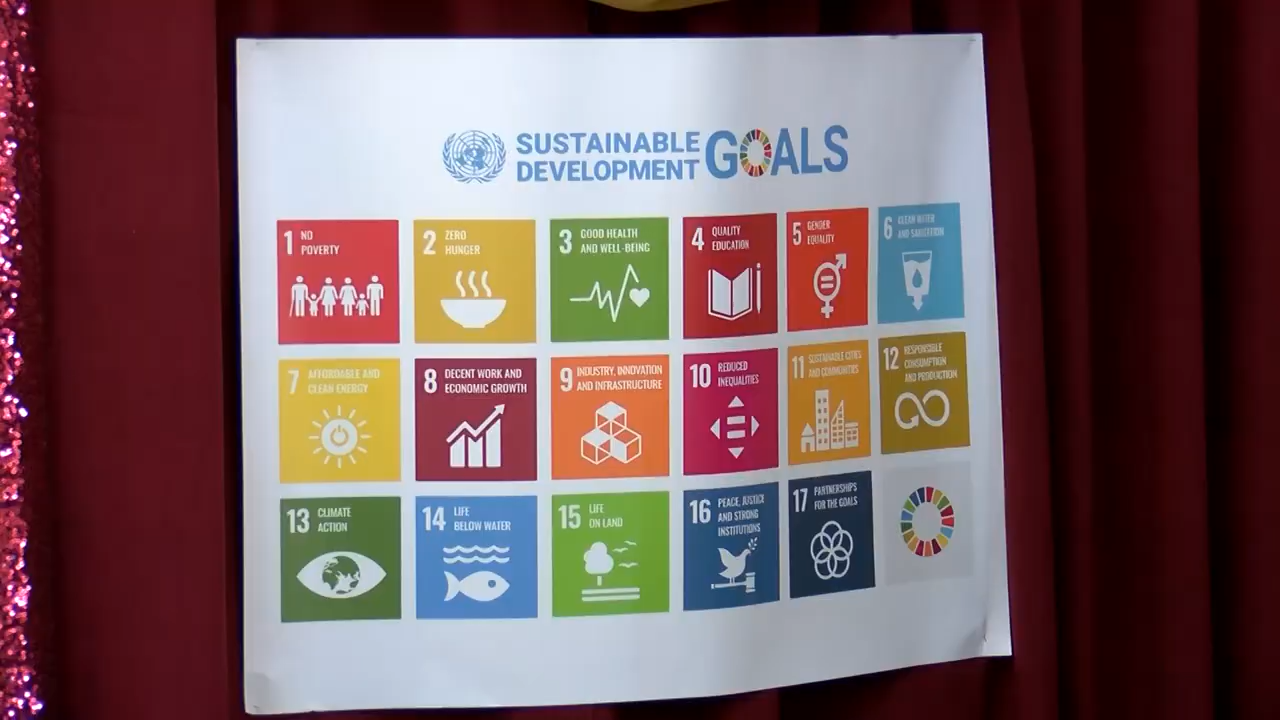 SUSTAINABLE
DEVELOPMENT
GOALS
1 NO
POVERTY
2 ZERO
HUNGER
3 GOOD HEALTH
AND WELL-BEING
4 QUALITY
EDUCATION
5 GENDER
EQUALITY
6 CLEAN WATER
AND SANITATION
7 AFFORDABLE AND
CLEAN ENERGY
8 DECENT WORK AND
ECONOMIC GROWTH
9 INDUSTRY, INNOVATION
AND INFRASTRUCTURE
10 REDUCED
INEQUALITIES
11 SUSTAINABLE CITIES
AND COMMUNITIES
12 RESPONSIBLE
CONSUMPTION
AND PRODUCTION
13 CLIMATE
ACTION
14 LIFE
BELOW WATER
15 LIFE
ON LAND
16 PEACE, JUSTICE
AND STRONG
INSTITUTIONS
17 PARTNERSHIPS
FOR THE GOALS